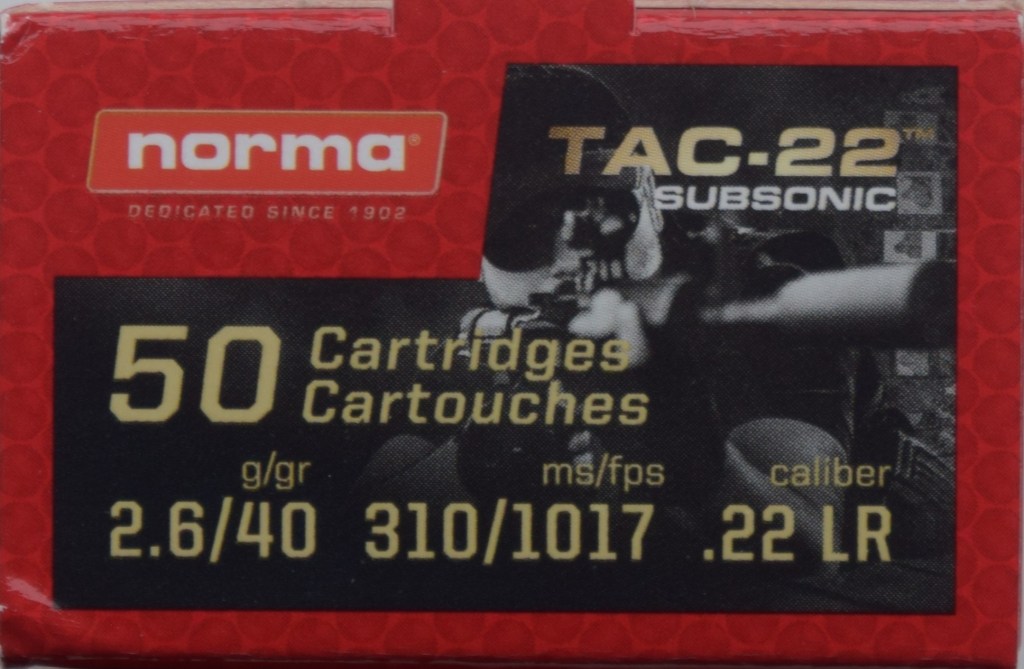 norma®
DEDICATED SINCE 1902
TAC-22™
SUBSONIC
50 Cartridges
Cartouches
g/gr ms/fps caliber
2.6/40 310/1017 .22 LR